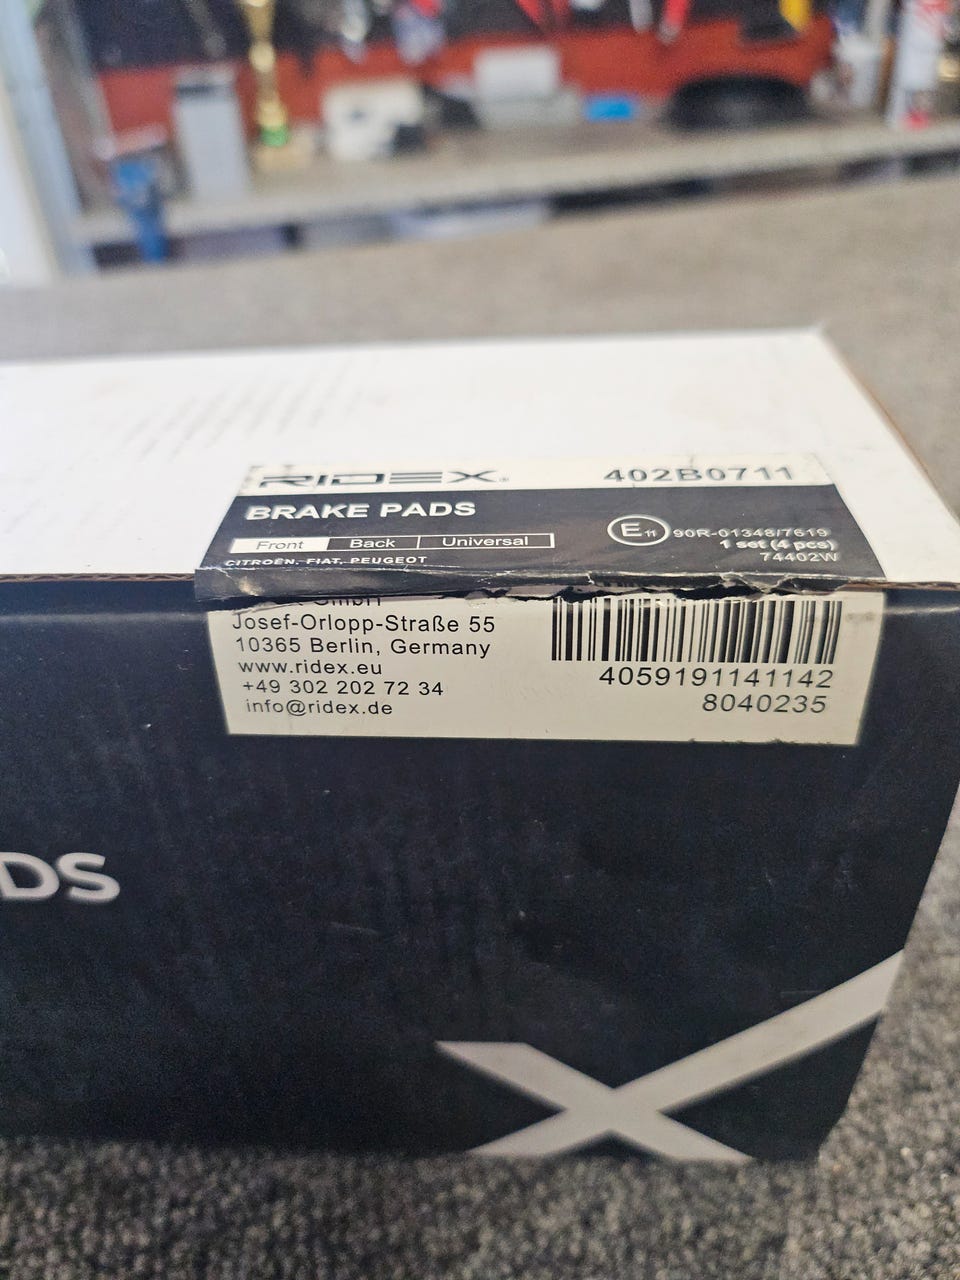 RIDEX® 402B0711
BRAKE PADS
Front Back Universal
E11 90R-01348/7619
1 set (4 pcs)
CITROËN, FIAT, PEUGEOT
74402W
GmbH
Josef-Orlopp-Straße 55
10365 Berlin, Germany
www.ridex.eu
+49 302 202 72 34
info@ridex.de
4059191141142
8040235
DS
X